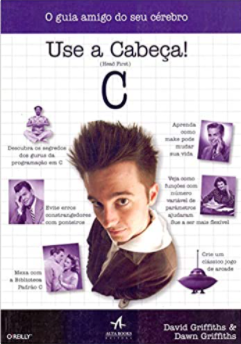 O guia amigo do seu cérebro
Use a Cabeça!
(Head First)
C
Descubra os segredos
dos gurus da
programação em C
Aprenda
como make
pode mudar
sua vida
Evite erros
constrangedores
com ponteiros
Veja como
funções com
número
variável de
parâmetros
ajudaram
Sue a ser mais flexível
Mexa com
a Biblioteca
Padrão C
Crie um
clássico jogo
de arcade
O'REILLY
ALTA BOOKS
EDITORA
David Griffiths &
Dawn Griffiths